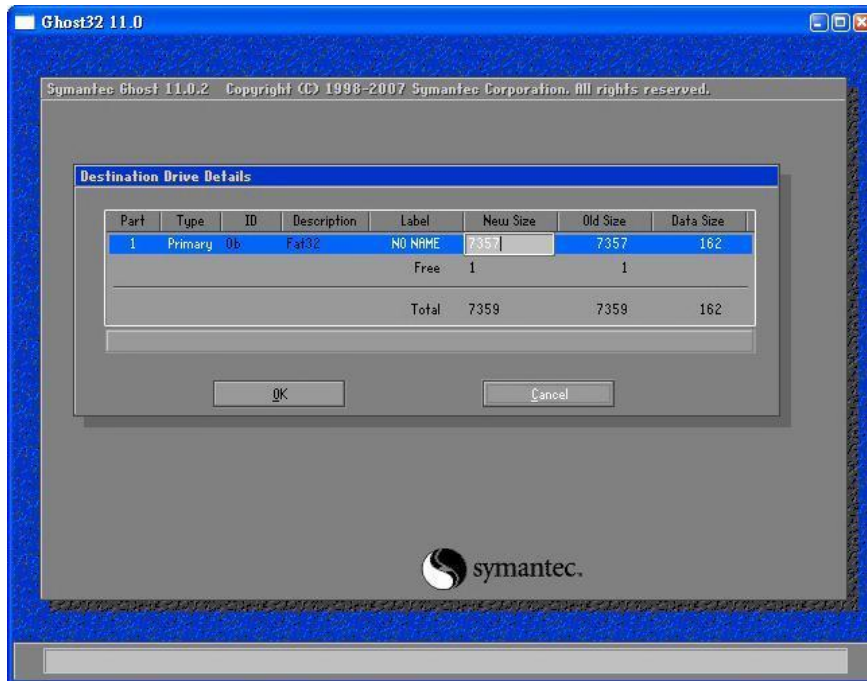 Ghost32 11.0
Symantec Ghost 11.0.2 Copyright (C) 1998-2007 Symantec Corporation. All rights reserved.
Destination Drive Details
Part Type ID Description Label New Size Old Size Data Size
1 Primary 0b Fat32 NO NAME 7357 7357 162
Free 1 1
Total 7359 7359 162
OK Cancel
symantec.